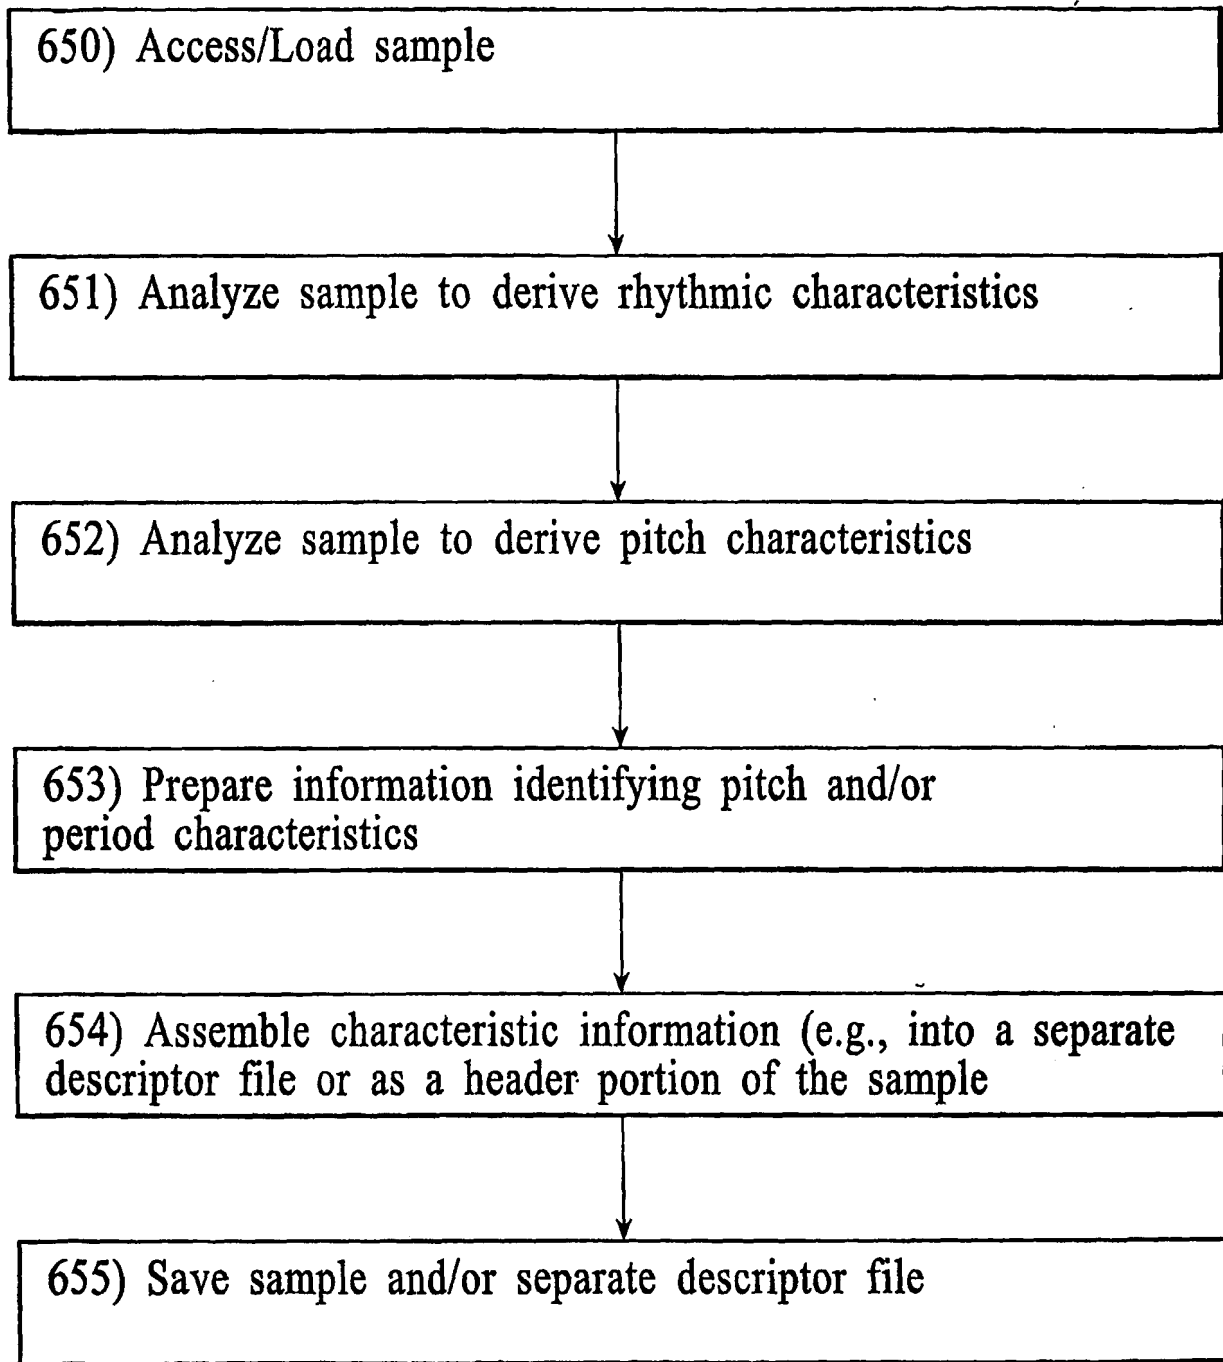 650) Access/Load sample
651) Analyze sample to derive rhythmic characteristics
652) Analyze sample to derive pitch characteristics
653) Prepare information identifying pitch and/or
period characteristics
654) Assemble characteristic information (e.g., into a separate
descriptor file or as a header portion of the sample
655) Save sample and/or separate descriptor file